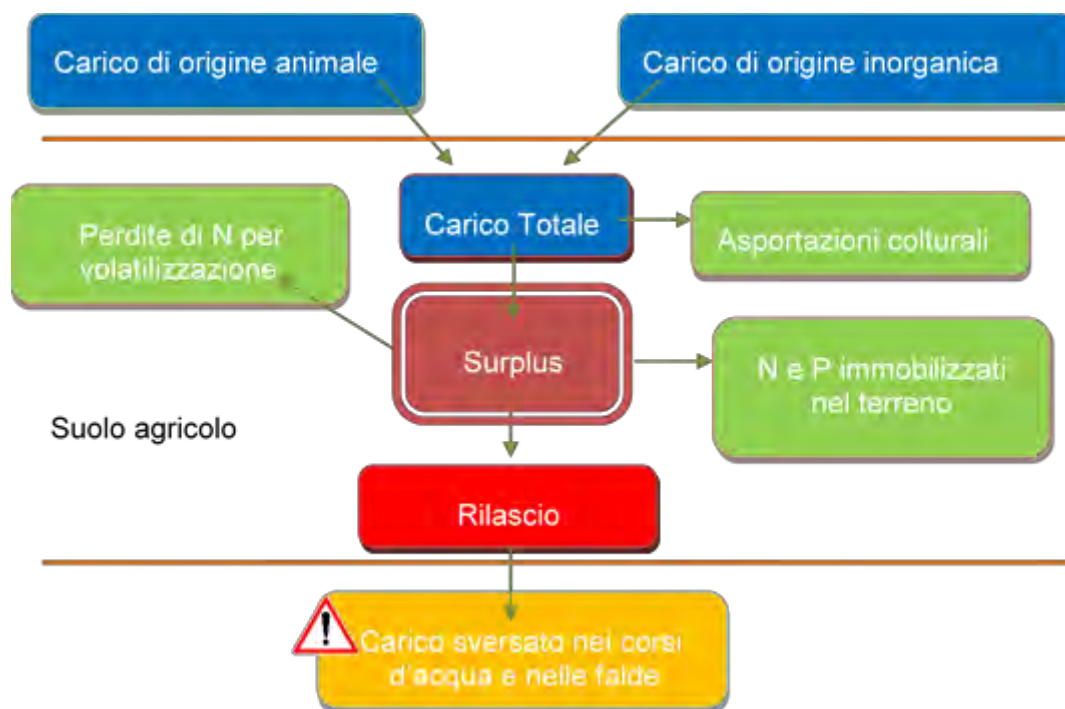 Carico di origine animale
Carico di origine inorganica
Perdite di N per
volatilizzazione
Carico Totale
Asportazioni colturali
Surplus
N e P immobilizzati
nel terreno
Suolo agricolo
Rilascio
!
Carico sversato nei corsi
d'acqua e nelle falde